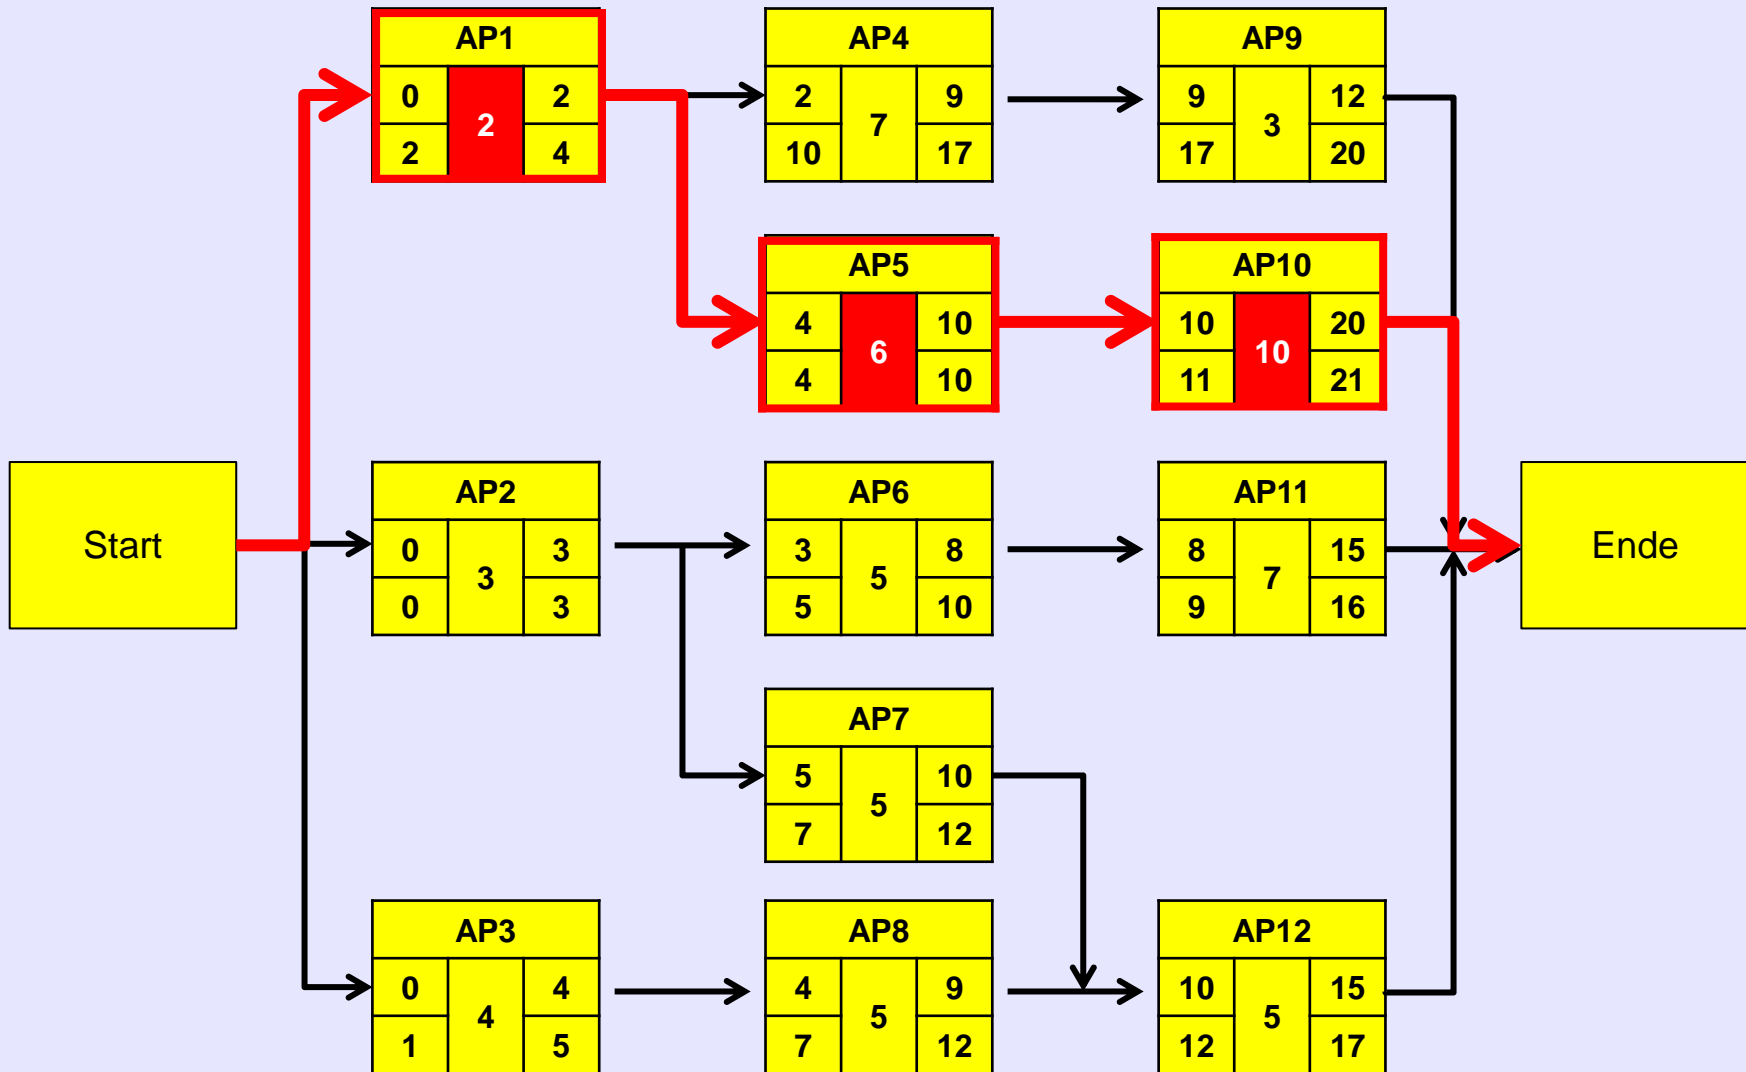 AP1 AP4 AP9
0 2 2 9 9 12
2 7 3
2 4 10 17 17 20
AP5 AP10
4 10 10 20
6 10
4 10 11 21
AP2 AP6 AP11
Start 0 3 3 8 8 15 Ende
3 5 7
0 3 5 10 9 16
AP7
5 10
5
7 12
AP3 AP8 AP12
0 4 4 9 10 15
4 5 5
1 5 7 12 12 17